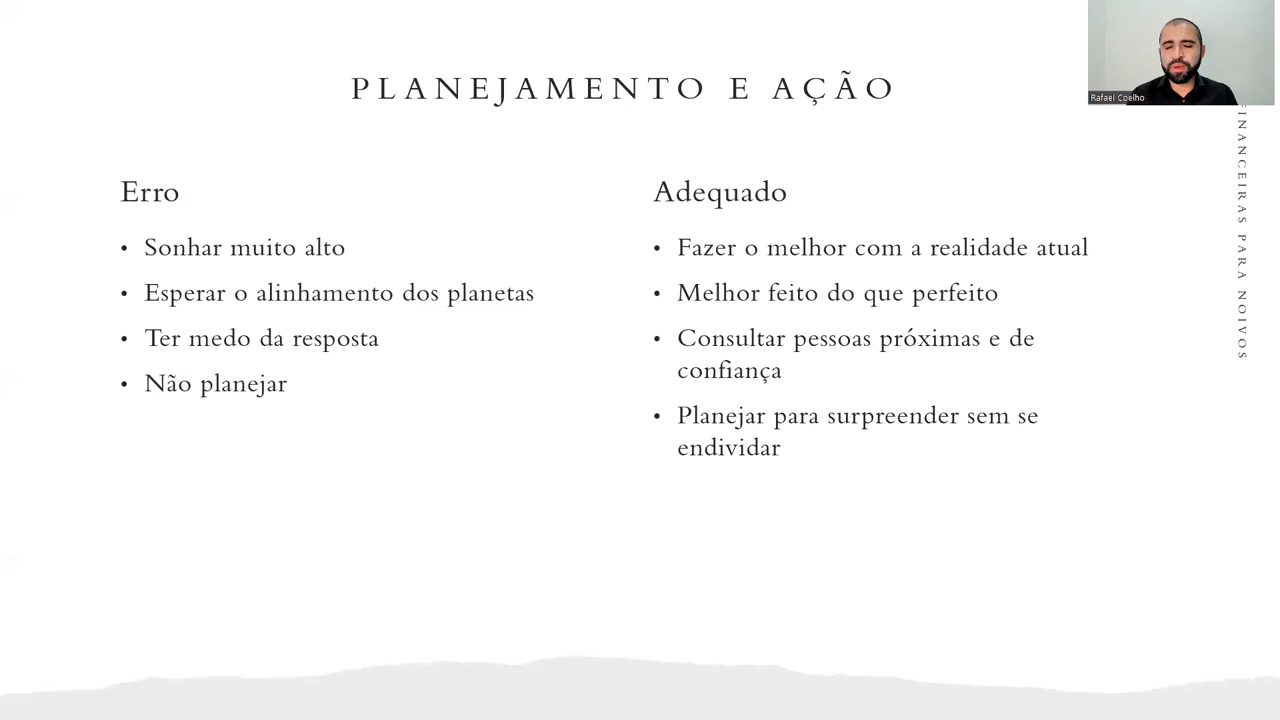 PLANEJAMENTO E AÇÃO
Rafael Coelho
Erro
• Sonhar muito alto
• Esperar o alinhamento dos planetas
• Ter medo da resposta
• Não planejar
Adequado
• Fazer o melhor com a realidade atual
• Melhor feito do que perfeito
• Consultar pessoas próximas e de
confiança
• Planejar para surpreender sem se
endividar
FINANCEIRAS PARA NOIVOS